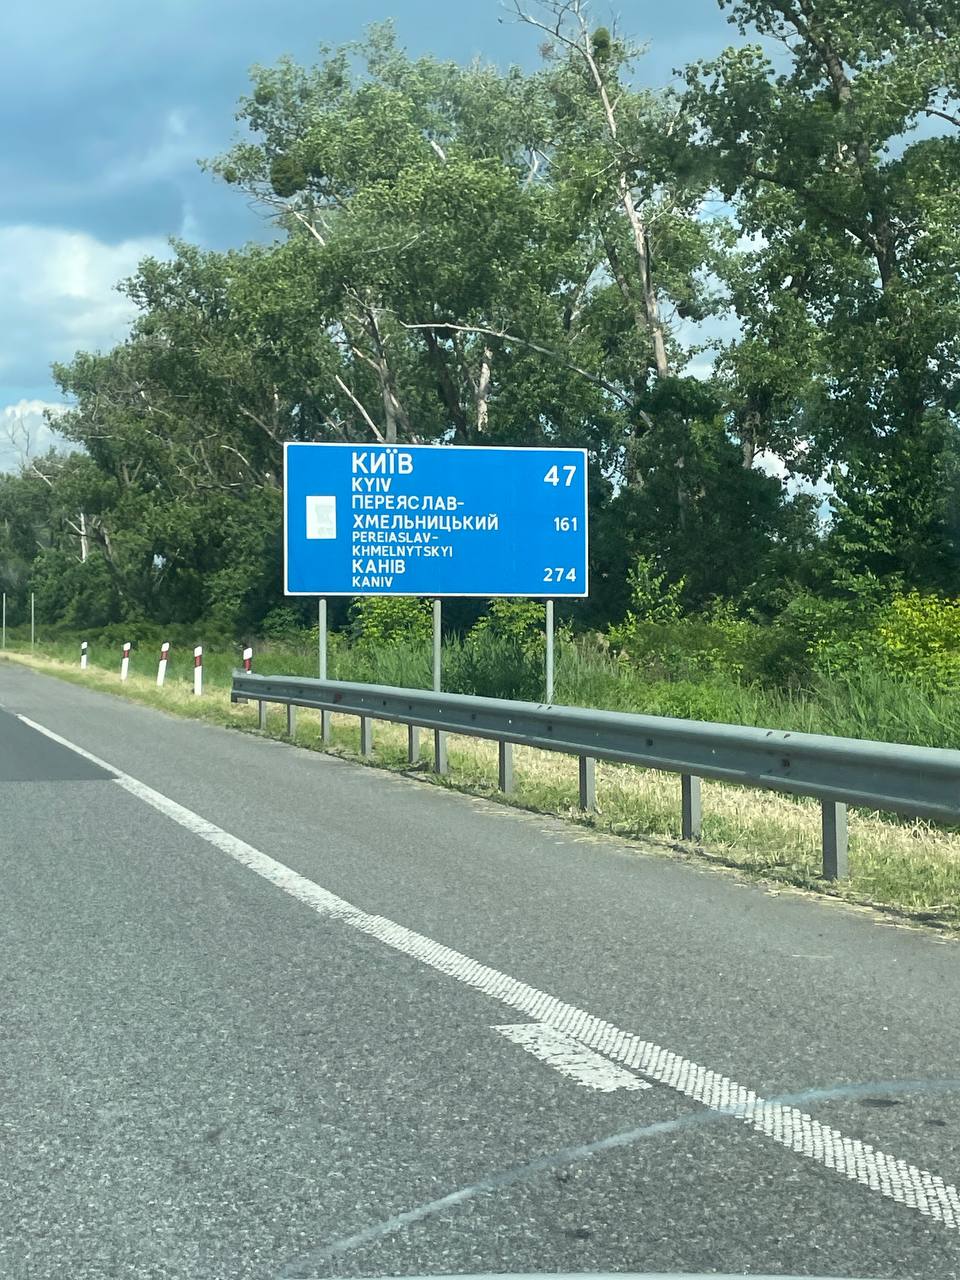 КИЇВ 47
KYIV
ПЕРЕЯСЛАВ-
ХМЕЛЬНИЦЬКИЙ 161
PEREIASLAV-
KHMELNYTSKYI
КАНІВ 274
KANIV